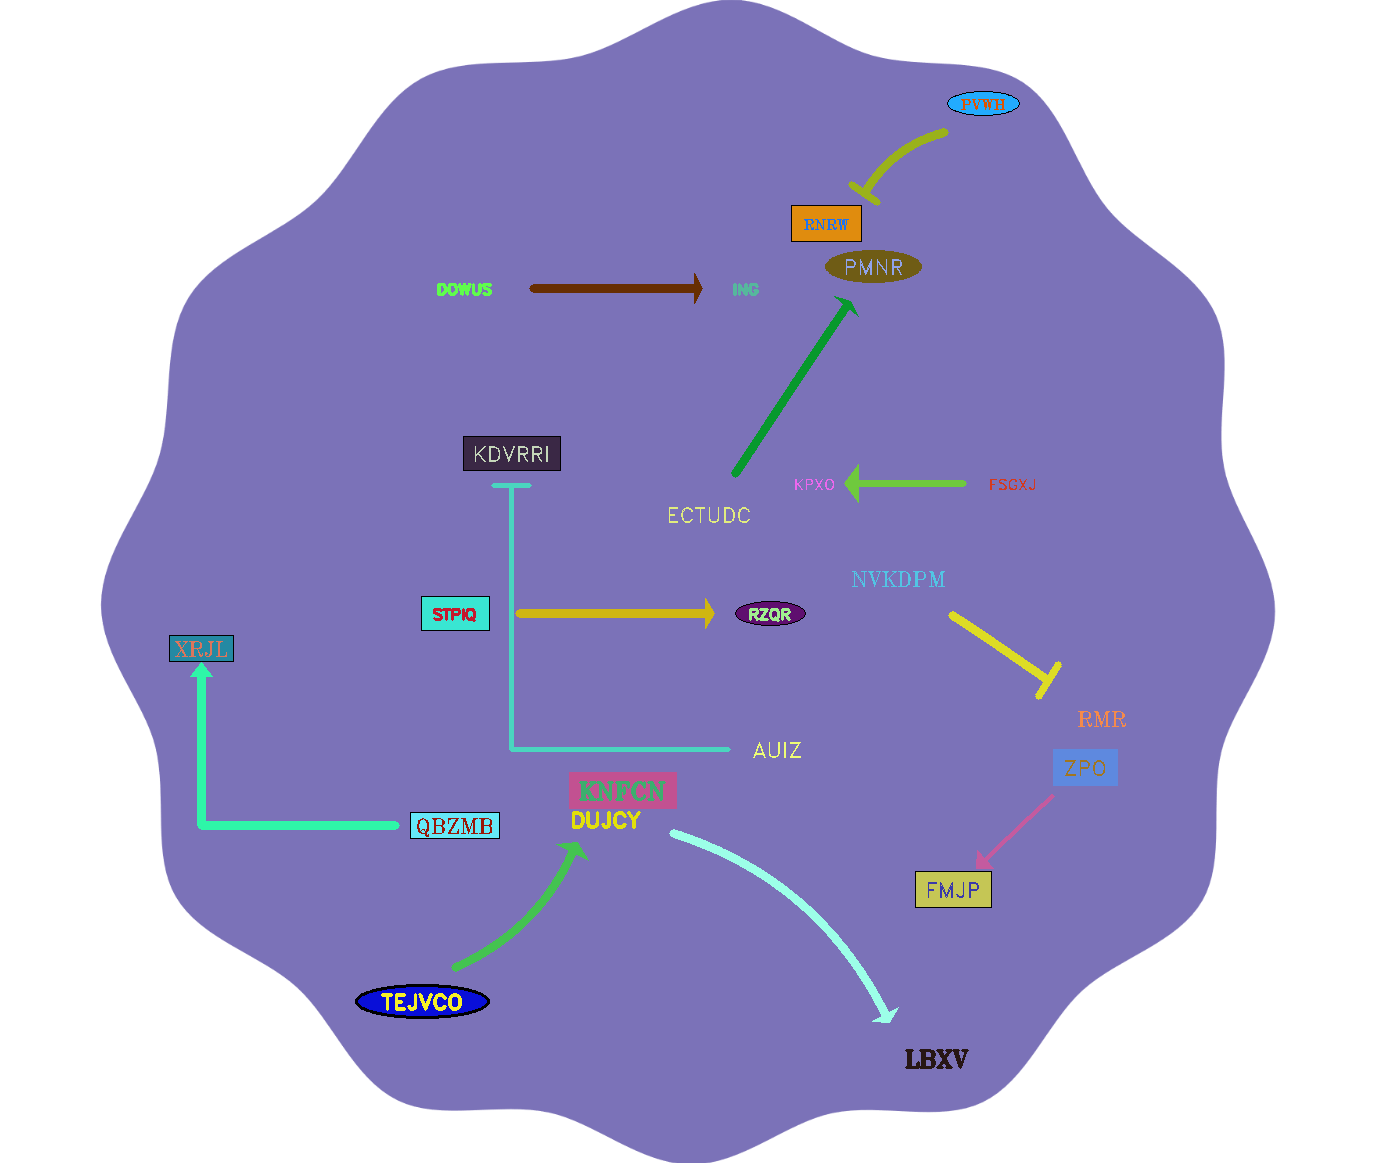 PVWH
RNRW
PMNR
DOWUS
ING
KDVRRI
KPXO
FSGXJ
ECTUDC
NVKDPM
STPIQ
RZQR
XRJL
RMR
AUIZ
ZPO
KNFCN
DUJCY
QBZMB
FMJP
TEJVCO
LBXV